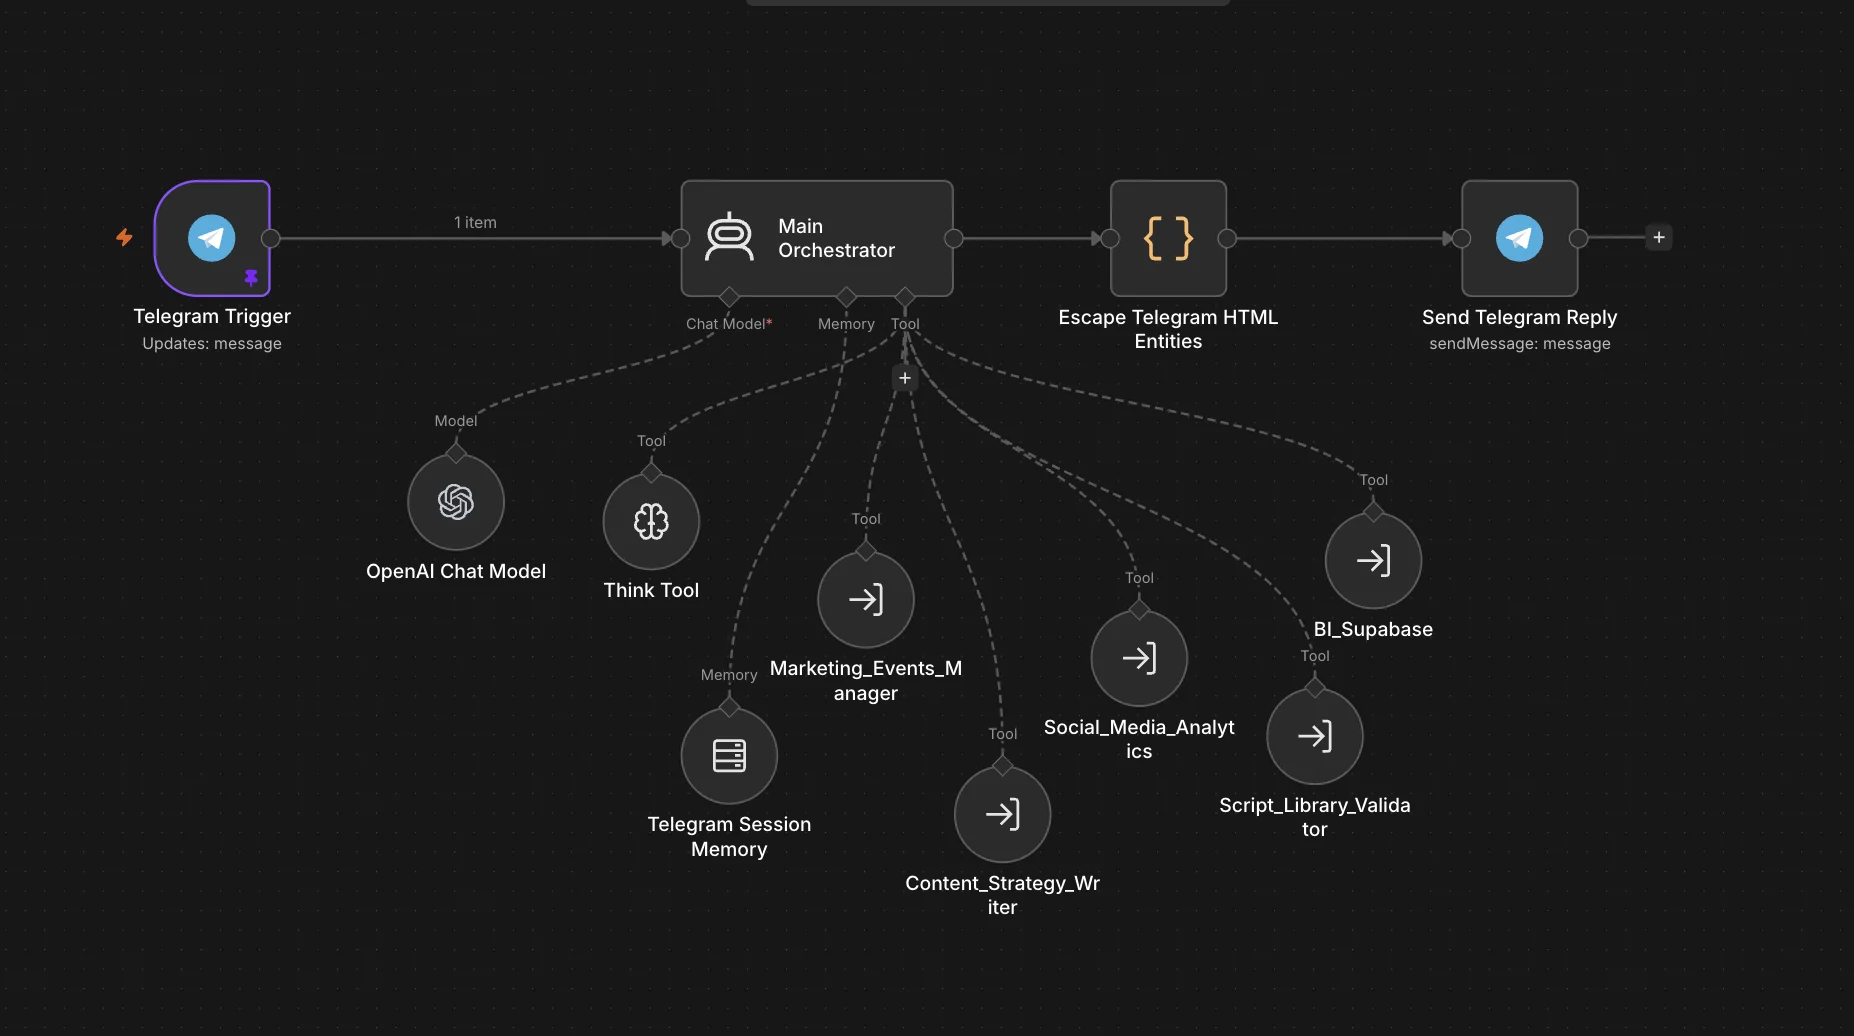 1 item
Main
Orchestrator
Telegram Trigger
Updates: message
Chat Model*
Memory
Tool
Escape Telegram HTML
Entities
Send Telegram Reply
sendMessage: message
Model
OpenAI Chat Model
Tool
Think Tool
Tool
Marketing_Events_M
anager
Memory
Telegram Session
Memory
Tool
Content_Strategy_Wr
iter
Tool
Social_Media_Analyt
ics
Tool
BI_Supabase
Tool
Script_Library_Valida
tor